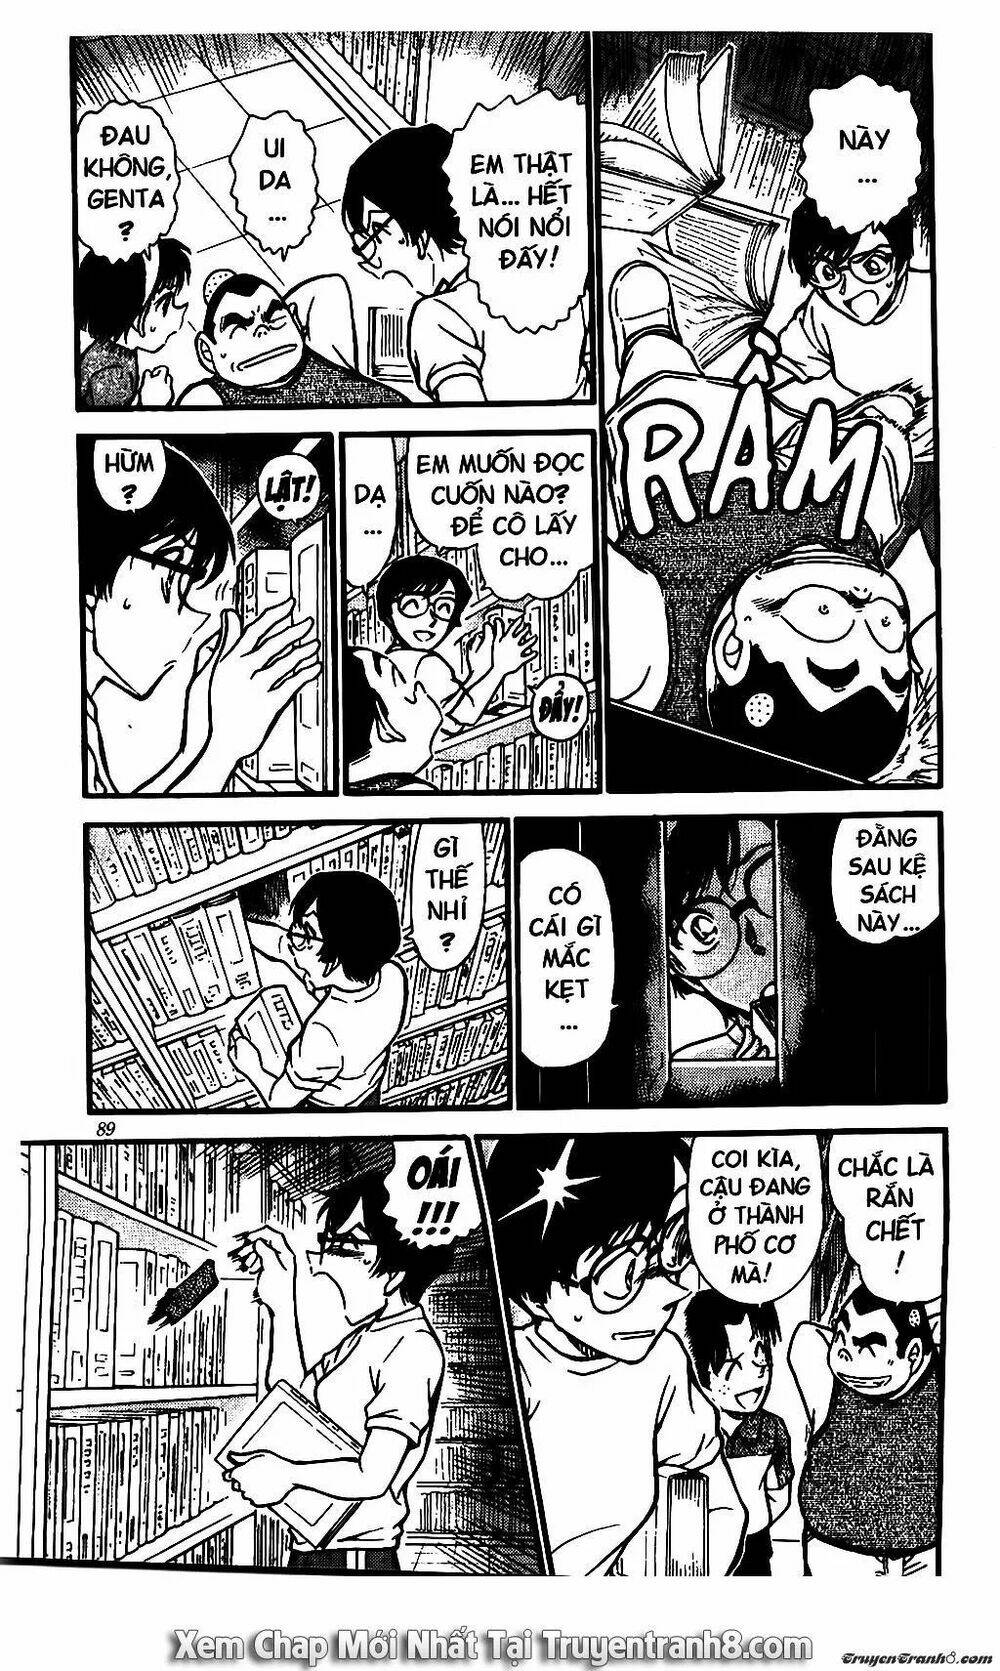 NÀY
...
RAM
EM THẬT
LÀ... HẾT
NÓI NỔI
ĐẤY!
UI
DA
...
ĐAU
KHÔNG,
GENTA
?
EM MUỐN ĐỌC
CUỐN NÀO?
ĐỂ CÔ LẤY
CHO...
DẠ
...
ĐẨY!
LẬT!
HỪM
?
ĐẰNG
SAU KỆ
SÁCH
NÀY...
CÓ
CÁI GÌ
MẮC
KẸT
...
GÌ
THẾ
NHỈ
?
89
CHẮC LÀ
RẮN
CHẾT
!
COI KÌA,
CẬU ĐANG
Ở THÀNH
PHỐ CƠ
MÀ!
OÁI
!!!
Xem Chap Mới Nhất Tại Truyentranh8.com
TruyenTranh8.com